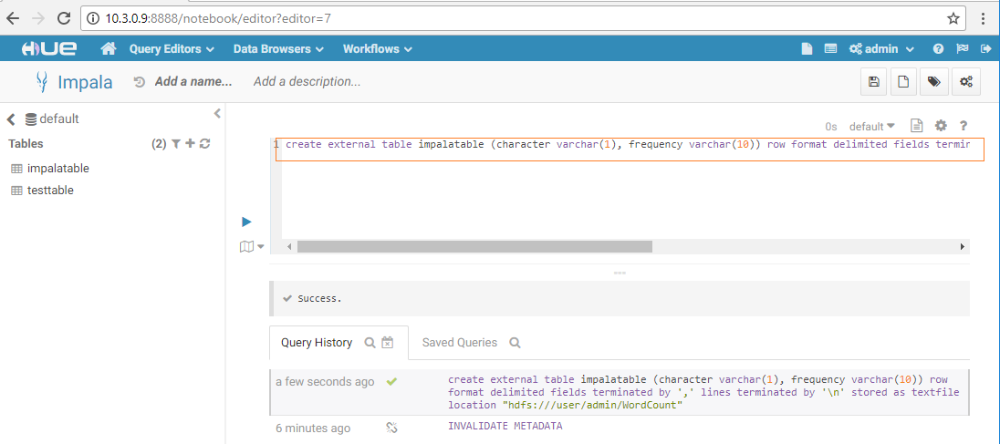 10.3.0.9:8888/notebook/editor?editor=7
HUE Query Editors Data Browsers Workflows admin ?
Impala Add a name... Add a description...
default
0s default ?
Tables (2)
1 create external table impalatable (character varchar(1), frequency varchar(10)) row format delimited fields termin
impalatable
testtable
Success.
Query History Saved Queries
a few seconds ago create external table impalatable (character varchar(1), frequency varchar(10)) row
format delimited fields terminated by ',' lines terminated by '\n' stored as textfile
location "hdfs:///user/admin/WordCount"
6 minutes ago INVALIDATE METADATA